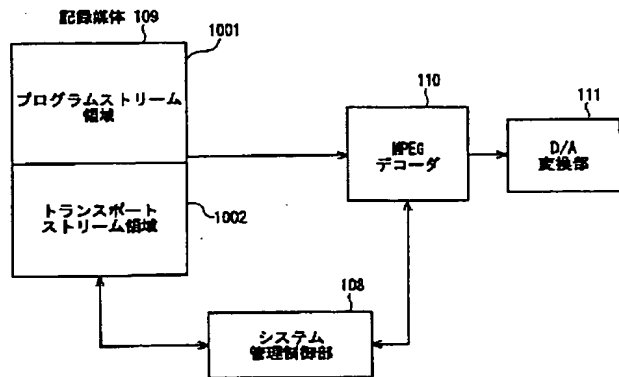 記録媒体 109
1001
プログラムストリーム
領域
トランスポート
ストリーム領域
1002
110
MPEG
デコーダ
111
D/A
変換部
108
システム
管理制御部